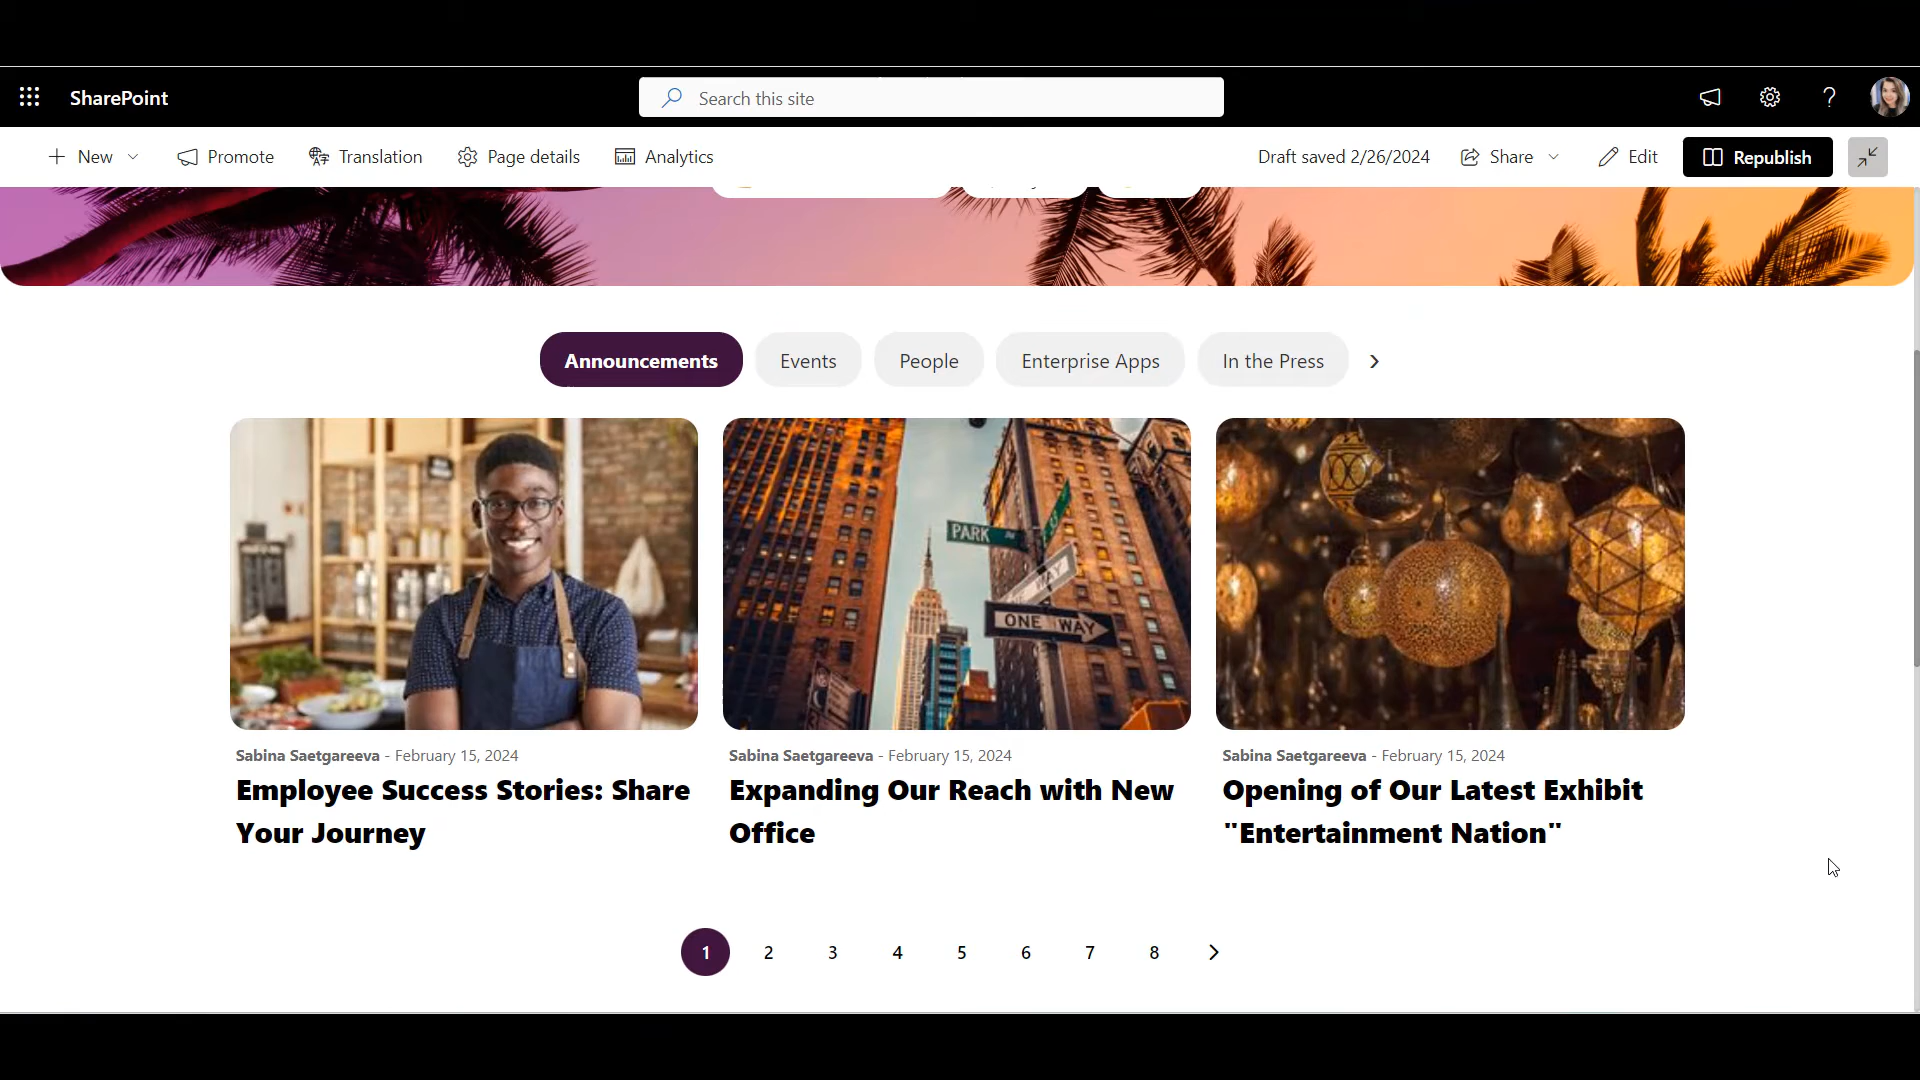 SharePoint
Search this site
New
Promote
Translation
Page details
Analytics
Draft saved 2/26/2024
Share
Edit
Republish
Announcements
Events
People
Enterprise Apps
In the Press
PARK
WAY
ONE WAY
Sabina Saetgareeva - February 15, 2024
Employee Success Stories: Share
Your Journey
Sabina Saetgareeva - February 15, 2024
Expanding Our Reach with New
Office
Sabina Saetgareeva - February 15, 2024
Opening of Our Latest Exhibit
"Entertainment Nation"
1 2 3 4 5 6 7 8